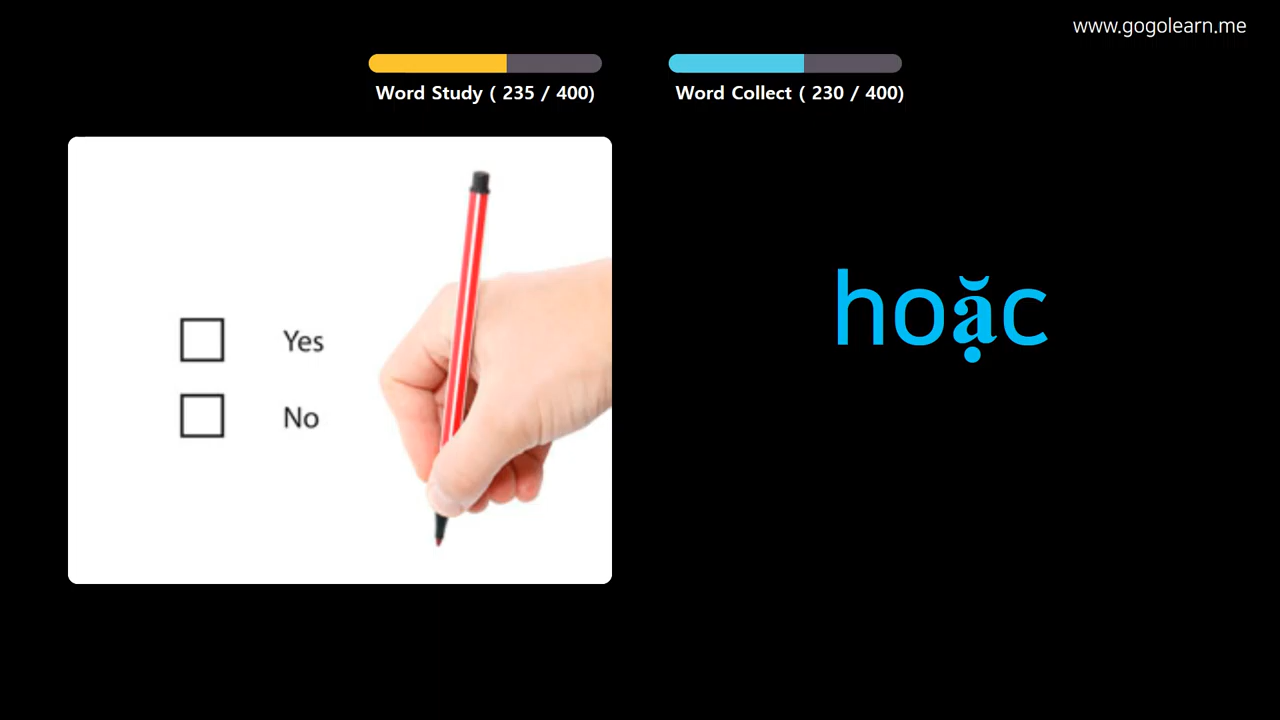 www.gogolearn.me
Word Study ( 235 / 400)
Word Collect ( 230 / 400)
Yes
No
hoặc